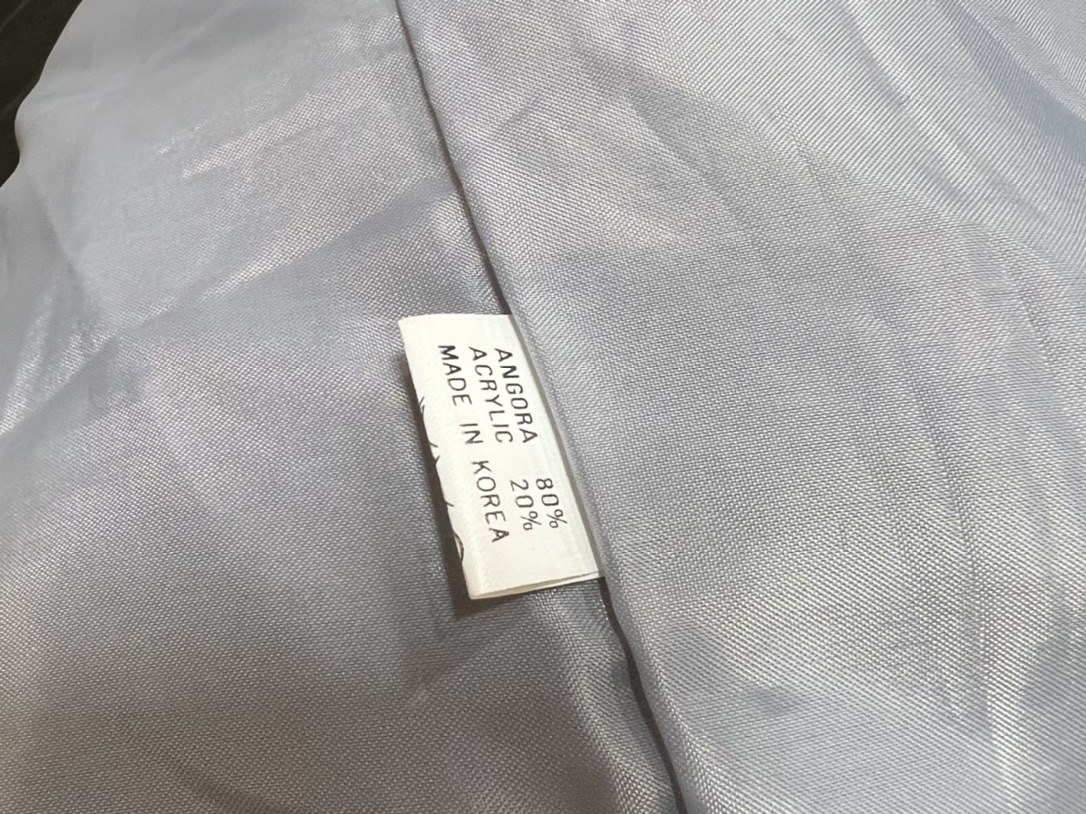 ANGORA 80%
ACRYLIC 20%
MADE IN KOREA